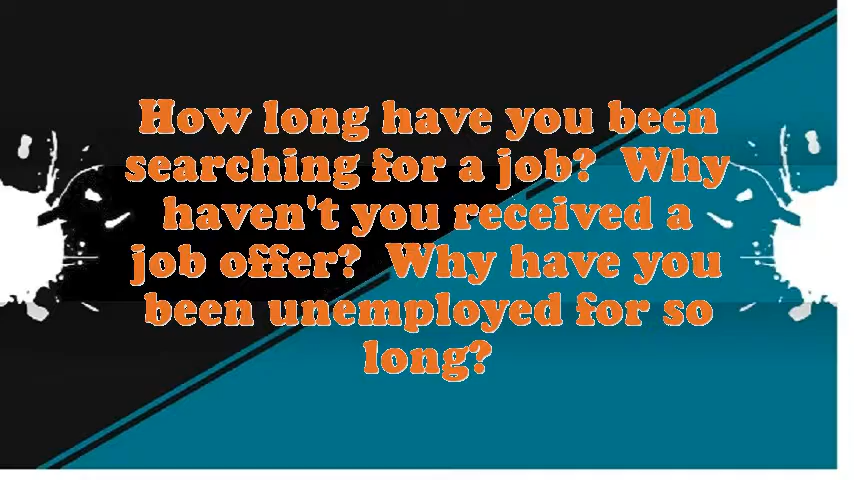 How long have you been
searching for a job?  Why
haven't you received a
job offer?  Why have you
been unemployed for so
long?